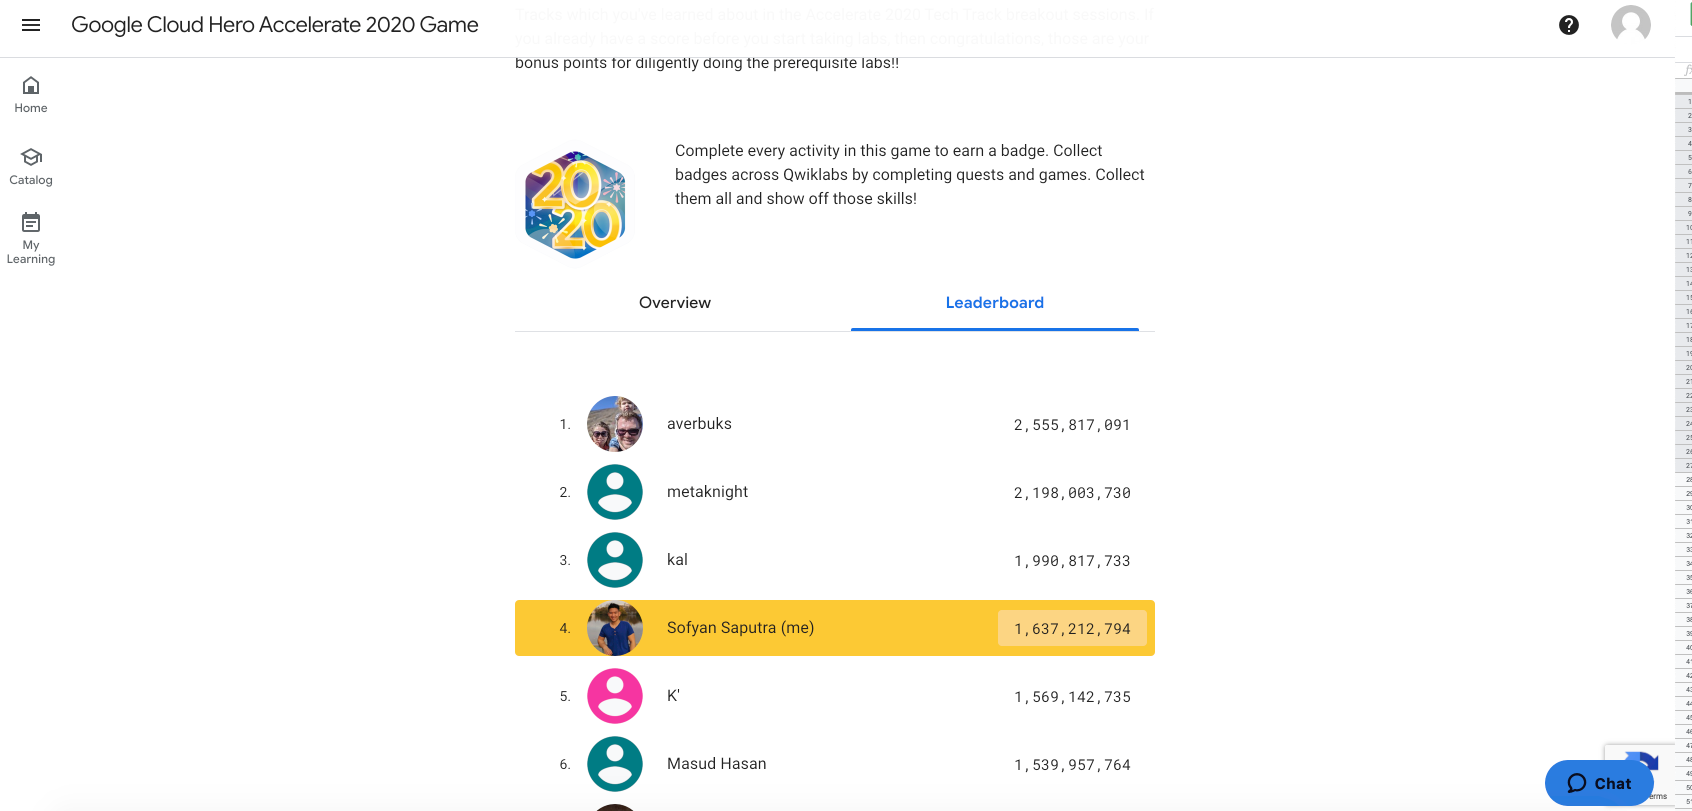 Google Cloud Hero Accelerate 2020 Game
Tracks which you've learned about in the Accelerate 2020 Tech Track breakout sessions. If
you already have a score before you start taking labs, then congratulations, those are your
bonus points for diligently doing the prerequisite labs!!
Home
Catalog
My
Learning
2020
Complete every activity in this game to earn a badge. Collect
badges across Qwiklabs by completing quests and games. Collect
them all and show off those skills!
Overview
Leaderboard
1. averbuks 2,555,817,091
2. metaknight 2,198,003,730
3. kal 1,990,817,733
4. Sofyan Saputra (me) 1,637,212,794
5. K' 1,569,142,735
6. Masud Hasan 1,539,957,764
Chat